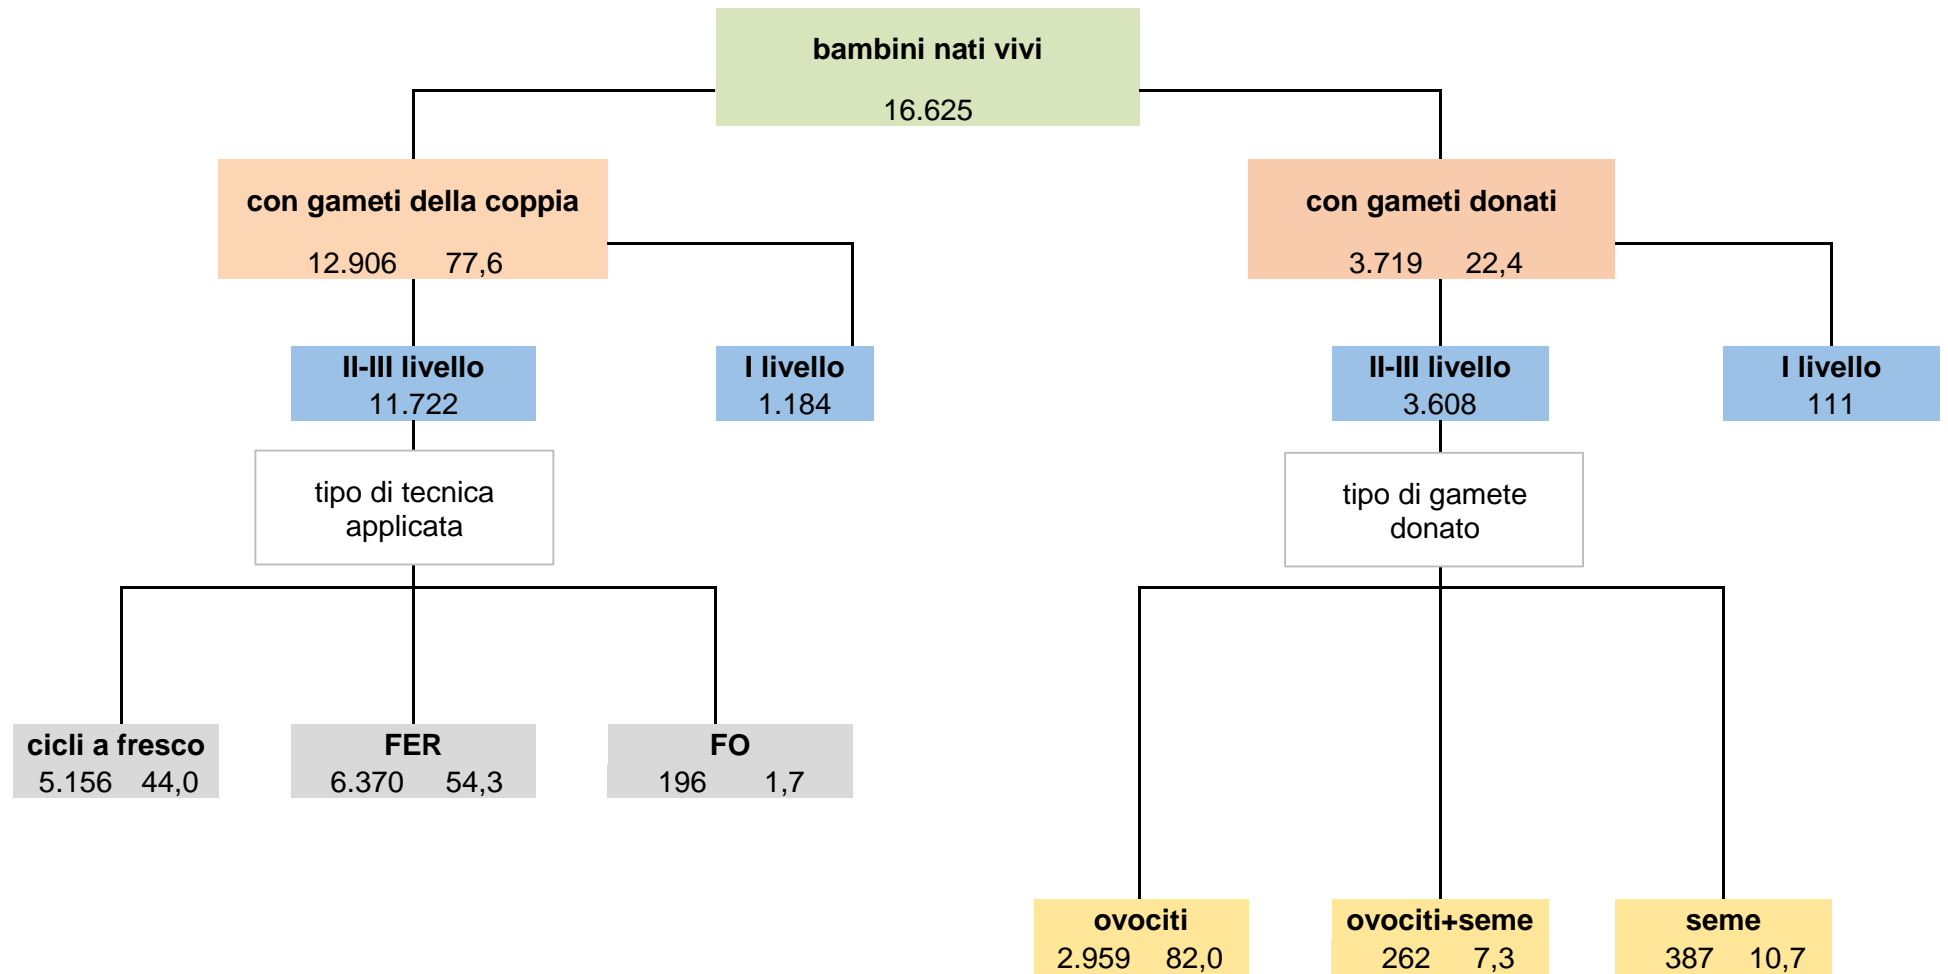 bambini nati vivi
16.625
con gameti della coppia
12.906 77,6
con gameti donati
3.719 22,4
II-III livello
11.722
I livello
1.184
II-III livello
3.608
I livello
111
tipo di tecnica
applicata
tipo di gamete
donato
cicli a fresco
5.156 44,0
FER
6.370 54,3
FO
196 1,7
ovociti
2.959 82,0
ovociti+seme
262 7,3
seme
387 10,7